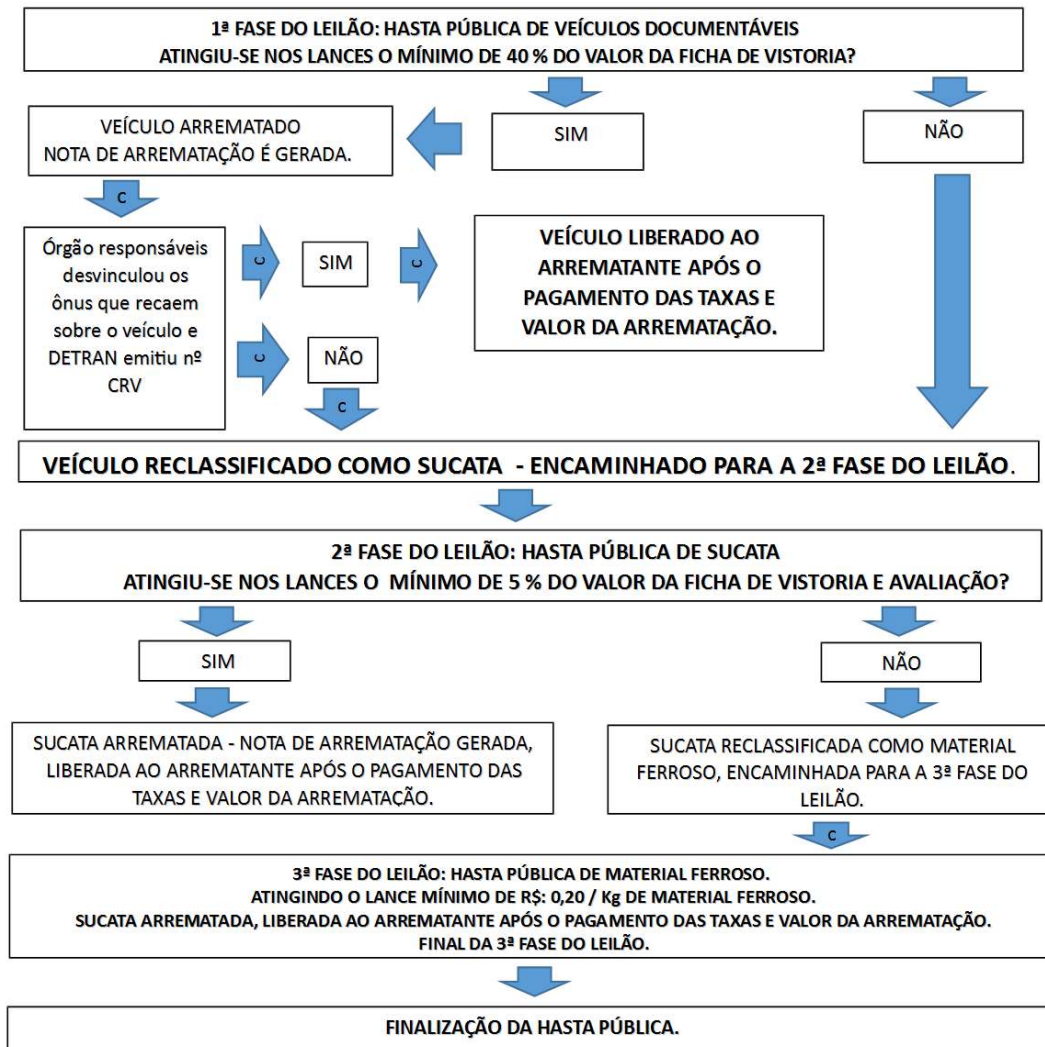 1ª FASE DO LEILÃO: HASTA PÚBLICA DE VEÍCULOS DOCUMENTÁVEIS
ATINGIU-SE NOS LANCES O MÍNIMO DE 40 % DO VALOR DA FICHA DE VISTORIA?
VEÍCULO ARREMATADO
NOTA DE ARREMATAÇÃO É GERADA.
SIM
NÃO
C
Órgão responsáveis
desvinculou os
ônus que recaem
sobre o veículo e
DETRAN emitiu nº
CRV
C
SIM
C
VEÍCULO LIBERADO AO
ARREMATANTE APÓS O
PAGAMENTO DAS TAXAS E
VALOR DA ARREMATAÇÃO.
C
NÃO
C
VEÍCULO RECLASSIFICADO COMO SUCATA - ENCAMINHADO PARA A 2ª FASE DO LEILÃO.
2ª FASE DO LEILÃO: HASTA PÚBLICA DE SUCATA
ATINGIU-SE NOS LANCES O MÍNIMO DE 5 % DO VALOR DA FICHA DE VISTORIA E AVALIAÇÃO?
SIM
NÃO
SUCATA ARREMATADA - NOTA DE ARREMATAÇÃO GERADA,
LIBERADA AO ARREMATANTE APÓS O PAGAMENTO DAS
TAXAS E VALOR DA ARREMATAÇÃO.
SUCATA RECLASSIFICADA COMO MATERIAL
FERROSO, ENCAMINHADA PARA A 3ª FASE DO
LEILÃO.
C
3ª FASE DO LEILÃO: HASTA PÚBLICA DE MATERIAL FERROSO.
ATINGINDO O LANCE MÍNIMO DE R$: 0,20 / Kg DE MATERIAL FERROSO.
SUCATA ARREMATADA, LIBERADA AO ARREMATANTE APÓS O PAGAMENTO DAS TAXAS E VALOR DA ARREMATAÇÃO.
FINAL DA 3ª FASE DO LEILÃO.
FINALIZAÇÃO DA HASTA PÚBLICA.